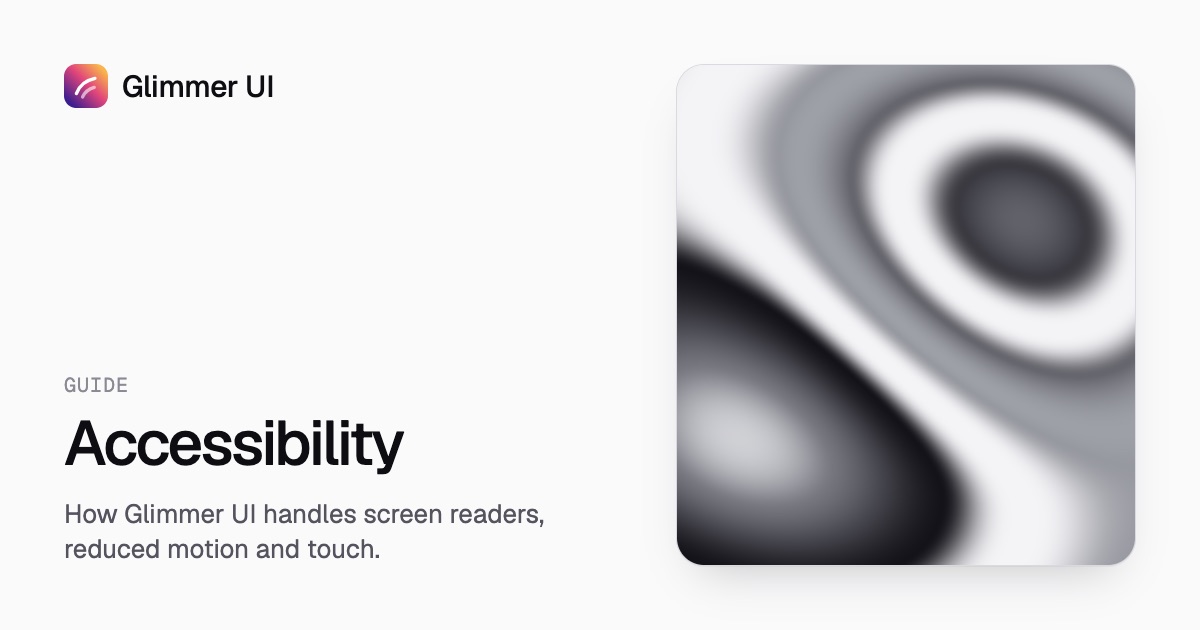 Glimmer UI
GUIDE
Accessibility
How Glimmer UI handles screen readers,
reduced motion and touch.